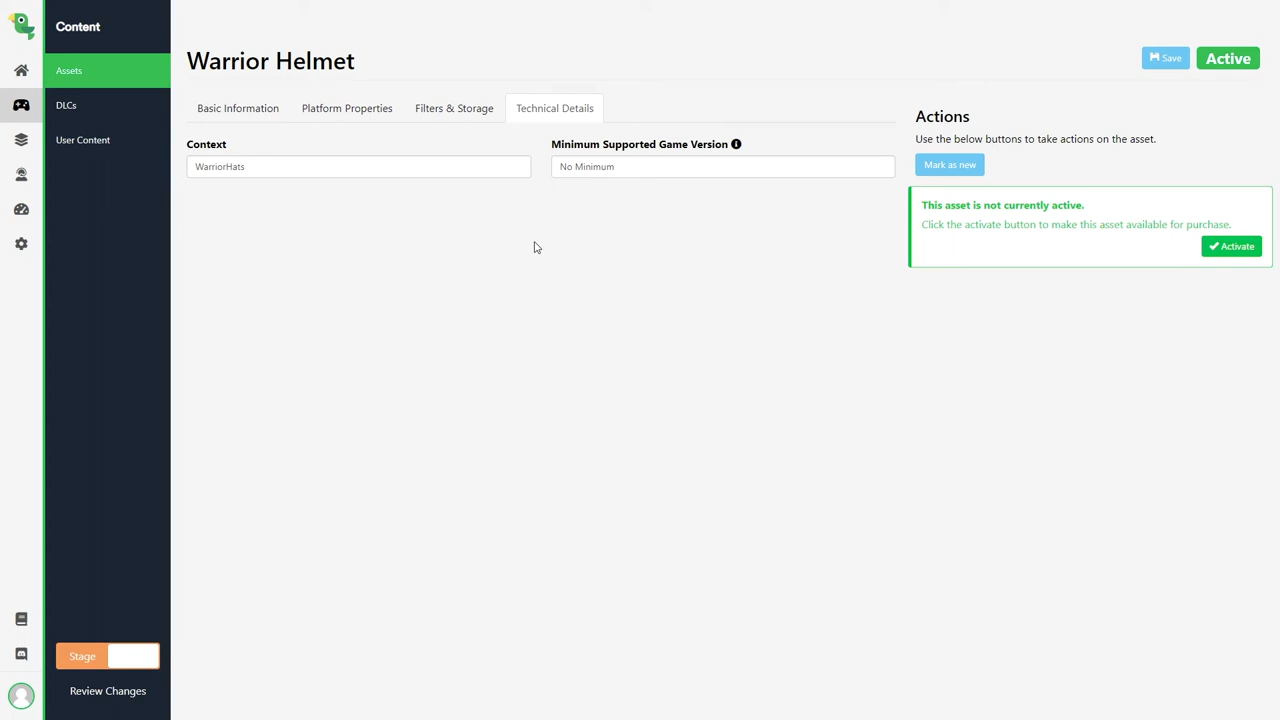 Content
Assets
DLCs
User Content
Stage
Review Changes
Warrior Helmet
Save
Active
Basic Information
Platform Properties
Filters & Storage
Technical Details
Context
Minimum Supported Game Version
WarriorHats
No Minimum
Actions
Use the below buttons to take actions on the asset.
Mark as new
This asset is not currently active.
Click the activate button to make this asset available for purchase.
Activate